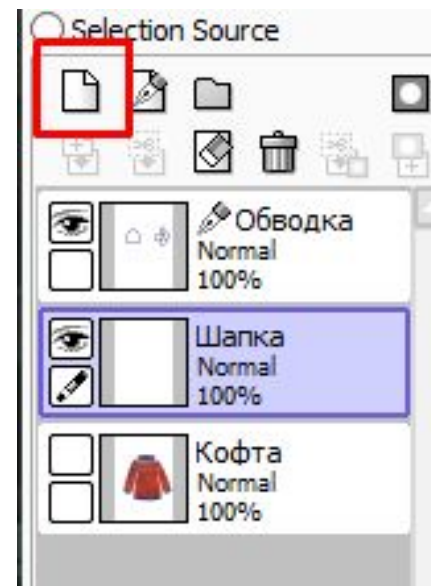 Selection Source
Обводка
Normal
100%
Шапка
Normal
100%
Кофта
Normal
100%